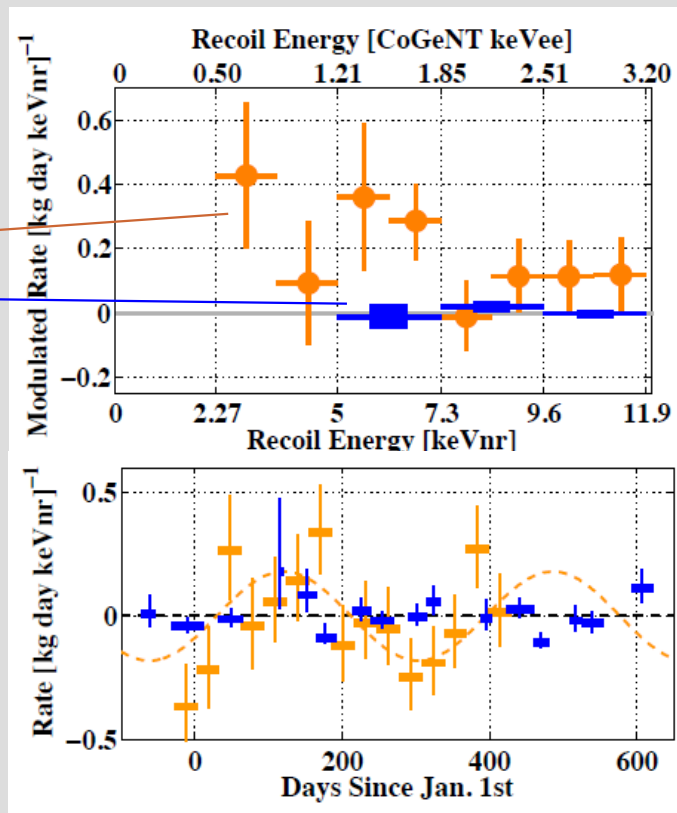 Recoil Energy [CoGeNT keVee]
0 0.50 1.21 1.85 2.51 3.20
Modulated Rate [kg day keVnr]⁻¹
0.6
0.4
0.2
0
−0.2
0 2.27 5 7.3 9.6 11.9
Recoil Energy [keVnr]
Rate [kg day keVnr]⁻¹
0.5
0
−0.5
0 200 400 600
Days Since Jan. 1st